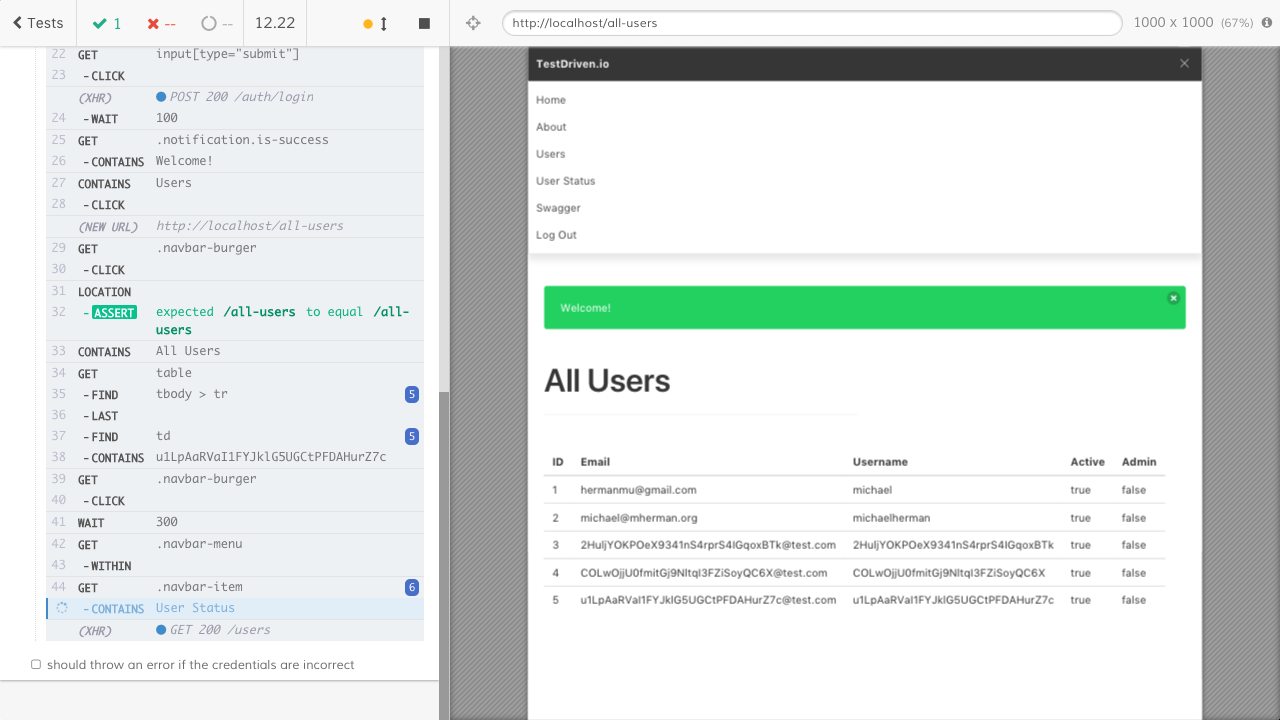 Tests
1
--
--
12.22
http://localhost/all-users
1000 x 1000 (67%)
22 GET input[type="submit"]
23 -CLICK
(XHR) POST 200 /auth/login
24 -WAIT 100
25 GET .notification.is-success
26 -CONTAINS Welcome!
27 CONTAINS Users
28 -CLICK
(NEW URL) http://localhost/all-users
29 GET .navbar-burger
30 -CLICK
31 LOCATION
32 -ASSERT expected /all-users to equal /all-
users
33 CONTAINS All Users
34 GET table
35 -FIND tbody > tr 5
36 -LAST
37 -FIND td 5
38 -CONTAINS u1LpAaRVaI1FYJklG5UGCtPFDAHurZ7c
39 GET .navbar-burger
40 -CLICK
41 WAIT 300
42 GET .navbar-menu
43 -WITHIN
44 GET .navbar-item 6
-CONTAINS User Status
(XHR) GET 200 /users
should throw an error if the credentials are incorrect
TestDriven.io
Home
About
Users
User Status
Swagger
Log Out
Welcome!
All Users
ID Email Username Active Admin
1 hermanmu@gmail.com michael true false
2 michael@mherman.org michaelherman true false
3 2HuljYOKPOeX9341nS4rprS4IGqoxBTk@test.com 2HuljYOKPOeX9341nS4rprS4IGqoxBTk true false
4 COLwOjjU0fmitGj9NItqI3FZiSoyQC6X@test.com COLwOjjU0fmitGj9NItqI3FZiSoyQC6X true false
5 u1LpAaRVaI1FYJklG5UGCtPFDAHurZ7c@test.com u1LpAaRVaI1FYJklG5UGCtPFDAHurZ7c true false